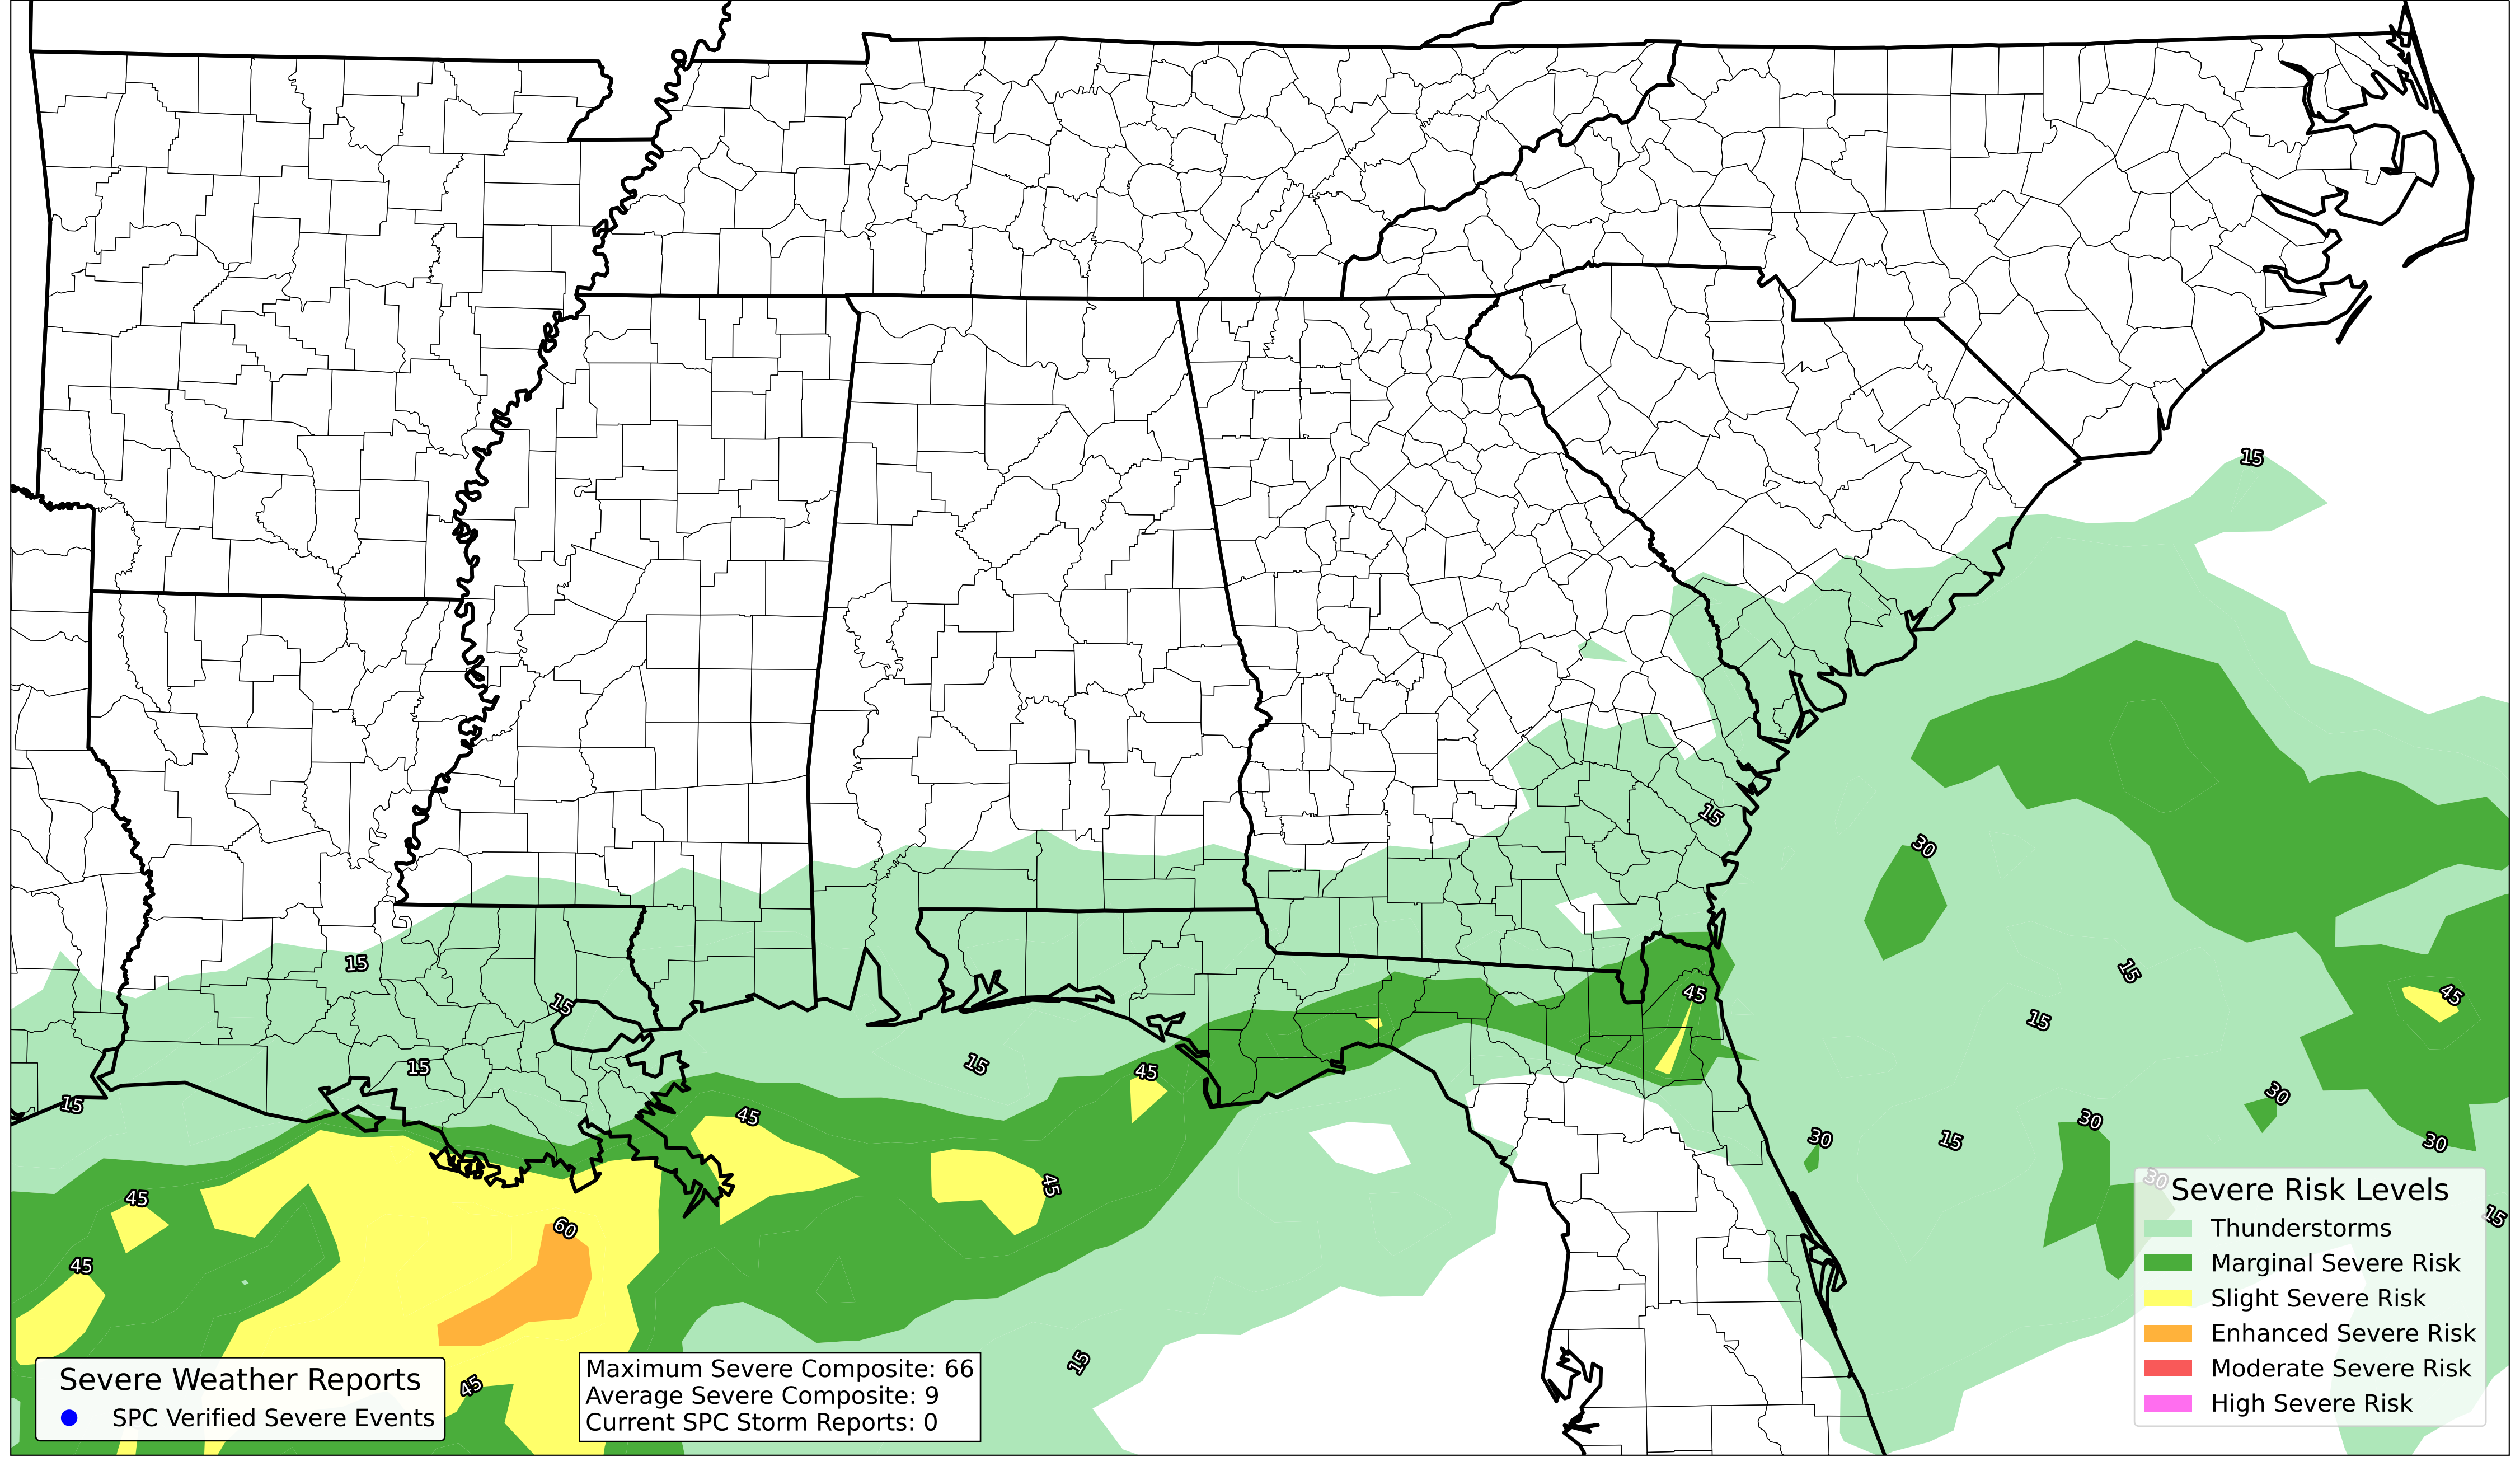 15
15
30
15
15
45
15
15
45
15
15
45
15
15
30
45
30
30
15
30
45
45
30
15
60
45
15
45
Severe Risk Levels
Thunderstorms
Marginal Severe Risk
Slight Severe Risk
Enhanced Severe Risk
Moderate Severe Risk
High Severe Risk
Severe Weather Reports
SPC Verified Severe Events
Maximum Severe Composite: 66
Average Severe Composite: 9
Current SPC Storm Reports: 0